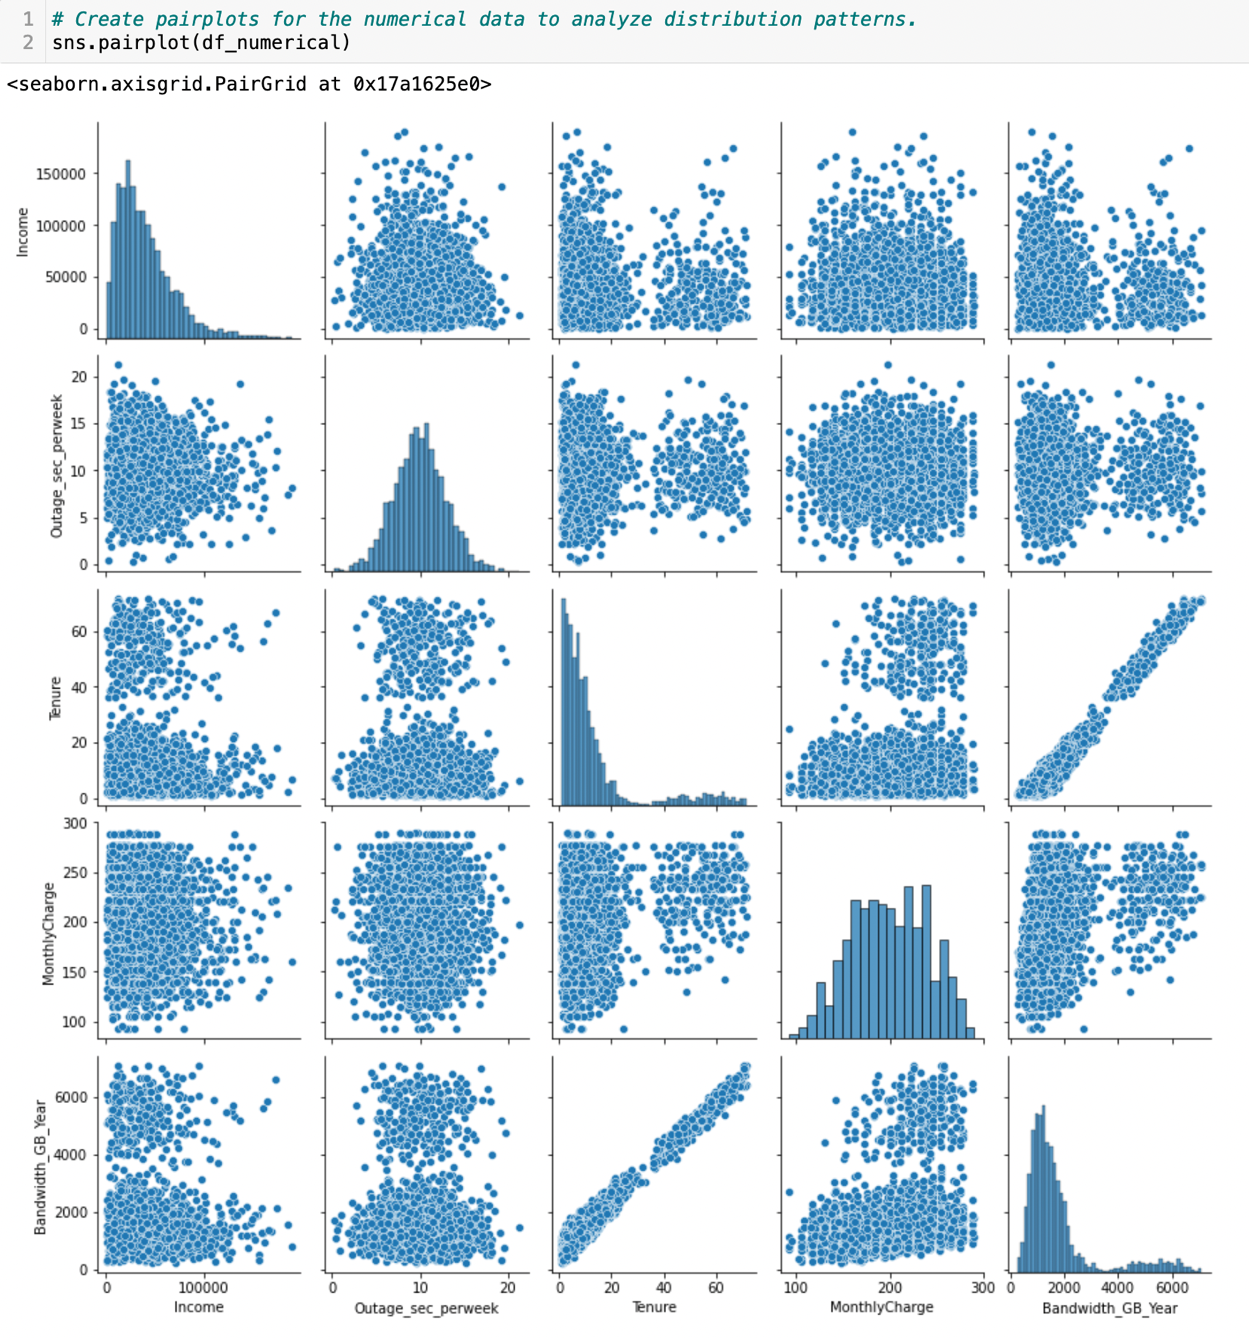 1 # Create pairplots for the numerical data to analyze distribution patterns.
2 sns.pairplot(df_numerical)
<seaborn.axisgrid.PairGrid at 0x17a1625e0>
150000
100000
50000
0
Income
20
15
10
5
0
Outage_sec_perweek
60
40
20
0
Tenure
300
250
200
150
100
MonthlyCharge
6000
4000
2000
0
Bandwidth_GB_Year
0 100000 0 10 20 0 20 40 60 100 200 300 0 2000 4000 6000
Income Outage_sec_perweek Tenure MonthlyCharge Bandwidth_GB_Year